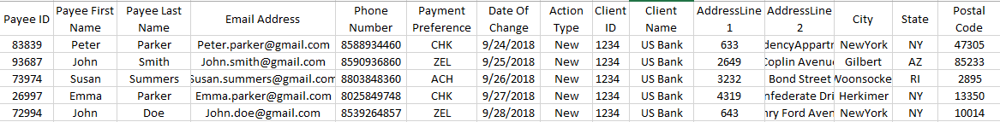 Payee ID Payee First Name Payee Last Name Email Address Phone Number Payment Preference Date Of Change Action Type Client ID Client Name AddressLine 1 AddressLine 2 City State Postal Code
83839 Peter Parker Peter.parker@gmail.com 8588934460 CHK 9/24/2018 New 1234 US Bank 633 dencyAppartr NewYork NY 47305
93687 John Smith John.smith@gmail.com 8590936860 ZEL 9/25/2018 New 1234 US Bank 2649 Coplin Avenue Gilbert AZ 85233
73974 Susan Summers Susan.summers@gmail.com 8803848360 ACH 9/26/2018 New 1234 US Bank 3232 Bond Street Woonsocke RI 2895
26997 Emma Parker Emma.parker@gmail.com 8025849748 CHK 9/27/2018 New 1234 US Bank 4319 nfederate Dri Herkimer NY 13350
72994 John Doe John.doe@gmail.com 8539264857 ZEL 9/28/2018 New 1234 US Bank 643 nry Ford Aven NewYork NY 10014